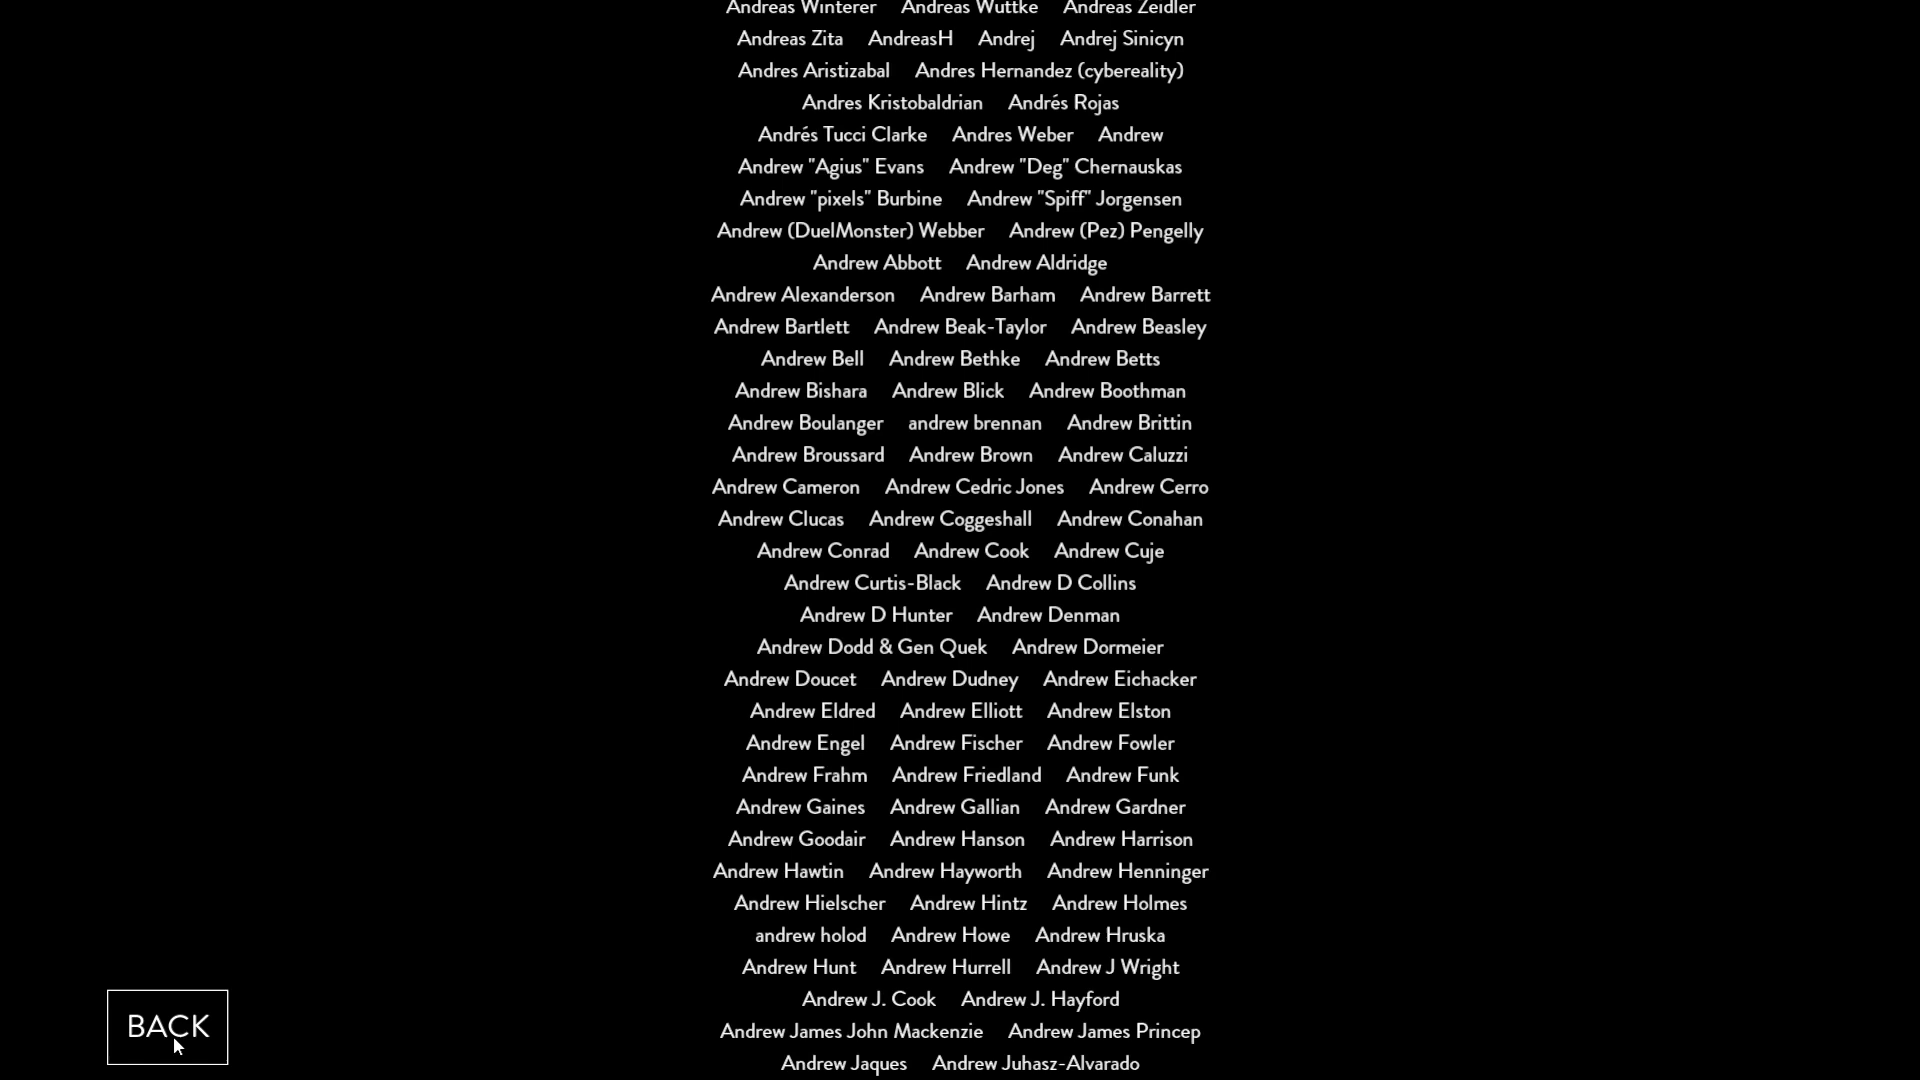 Andreas Winterer Andreas Wuttke Andreas Zeidler
Andreas Zita AndreasH Andrej Andrej Sinicyn
Andres Aristizabal Andres Hernandez (cybereality)
Andres Kristobaldrian Andrés Rojas
Andrés Tucci Clarke Andres Weber Andrew
Andrew "Agius" Evans Andrew "Deg" Chernauskas
Andrew "pixels" Burbine Andrew "Spiff" Jorgensen
Andrew (DuelMonster) Webber Andrew (Pez) Pengelly
Andrew Abbott Andrew Aldridge
Andrew Alexanderson Andrew Barham Andrew Barrett
Andrew Bartlett Andrew Beak-Taylor Andrew Beasley
Andrew Bell Andrew Bethke Andrew Betts
Andrew Bishara Andrew Blick Andrew Boothman
Andrew Boulanger andrew brennan Andrew Brittin
Andrew Broussard Andrew Brown Andrew Caluzzi
Andrew Cameron Andrew Cedric Jones Andrew Cerro
Andrew Clucas Andrew Coggeshall Andrew Conahan
Andrew Conrad Andrew Cook Andrew Cuje
Andrew Curtis-Black Andrew D Collins
Andrew D Hunter Andrew Denman
Andrew Dodd & Gen Quek Andrew Dormeier
Andrew Doucet Andrew Dudney Andrew Eichacker
Andrew Eldred Andrew Elliott Andrew Elston
Andrew Engel Andrew Fischer Andrew Fowler
Andrew Frahm Andrew Friedland Andrew Funk
Andrew Gaines Andrew Gallian Andrew Gardner
Andrew Goodair Andrew Hanson Andrew Harrison
Andrew Hawtin Andrew Hayworth Andrew Henninger
Andrew Hielscher Andrew Hintz Andrew Holmes
andrew holod Andrew Howe Andrew Hruska
Andrew Hunt Andrew Hurrell Andrew J Wright
Andrew J. Cook Andrew J. Hayford
Andrew James John Mackenzie Andrew James Princep
Andrew Jaques Andrew Juhasz-Alvarado
BACK